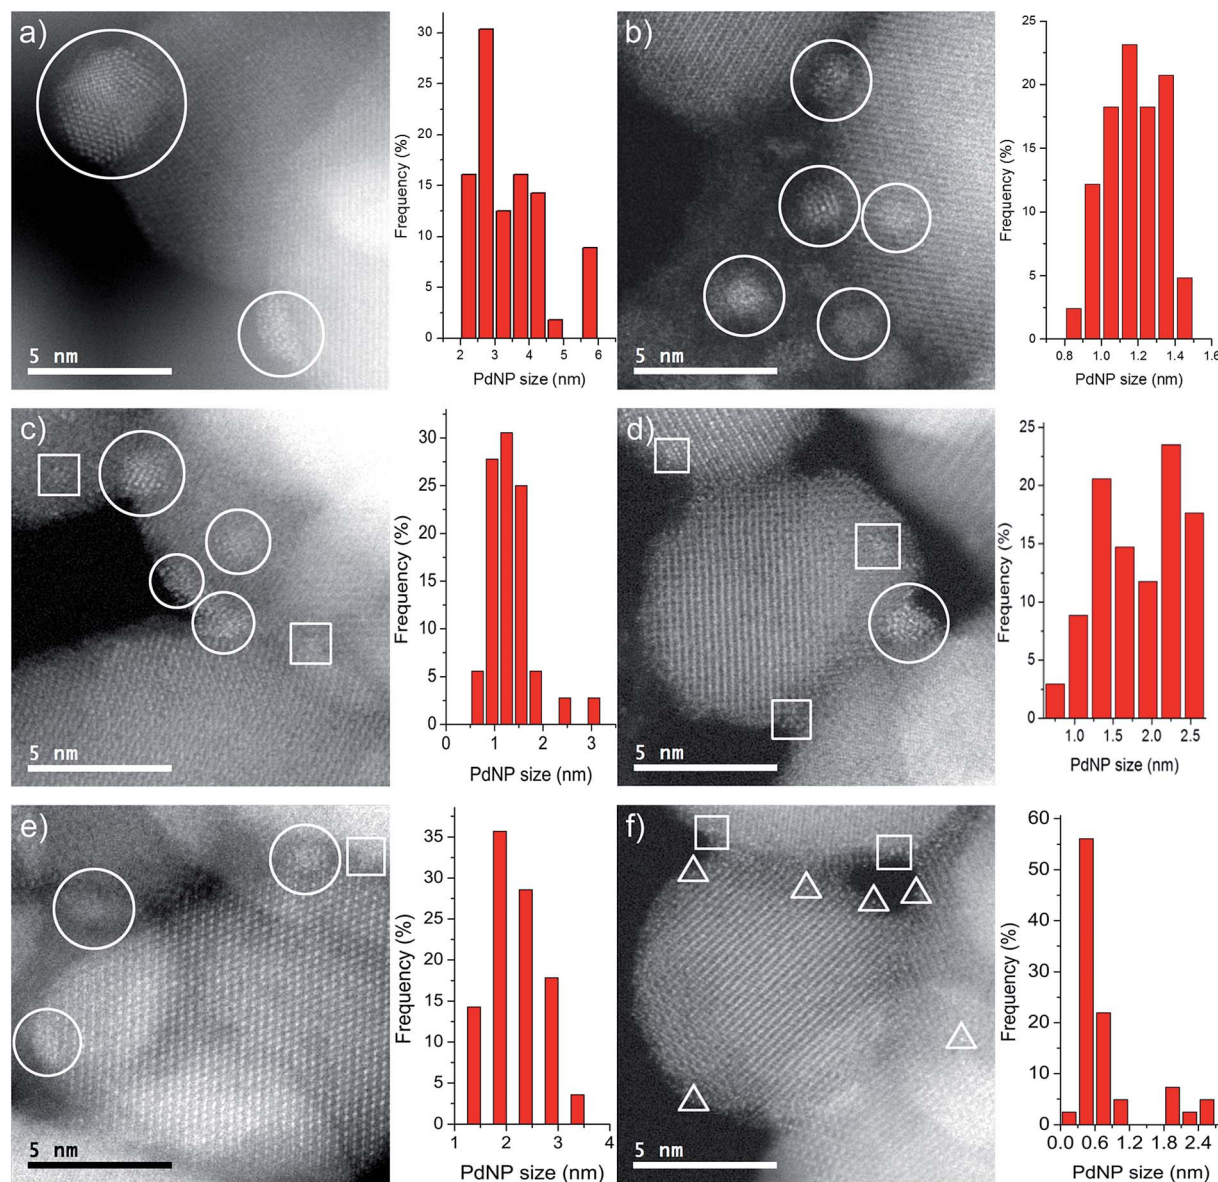 a)
5 nm
Frequency (%)
30
25
20
15
10
5
0
2 3 4 5 6
PdNP size (nm)
b)
5 nm
Frequency (%)
25
20
15
10
5
0
0.8 1.0 1.2 1.4 1.6
PdNP size (nm)
c)
5 nm
Frequency (%)
30
25
20
15
10
5
0
0 1 2 3
PdNP size (nm)
d)
5 nm
Frequency (%)
25
20
15
10
5
0
1.0 1.5 2.0 2.5
PdNP size (nm)
e)
5 nm
Frequency (%)
35
30
25
20
15
10
5
0
1 2 3 4
PdNP size (nm)
f)
5 nm
Frequency (%)
60
50
40
30
20
10
0
0.0 0.6 1.2 1.8 2.4
PdNP size (nm)